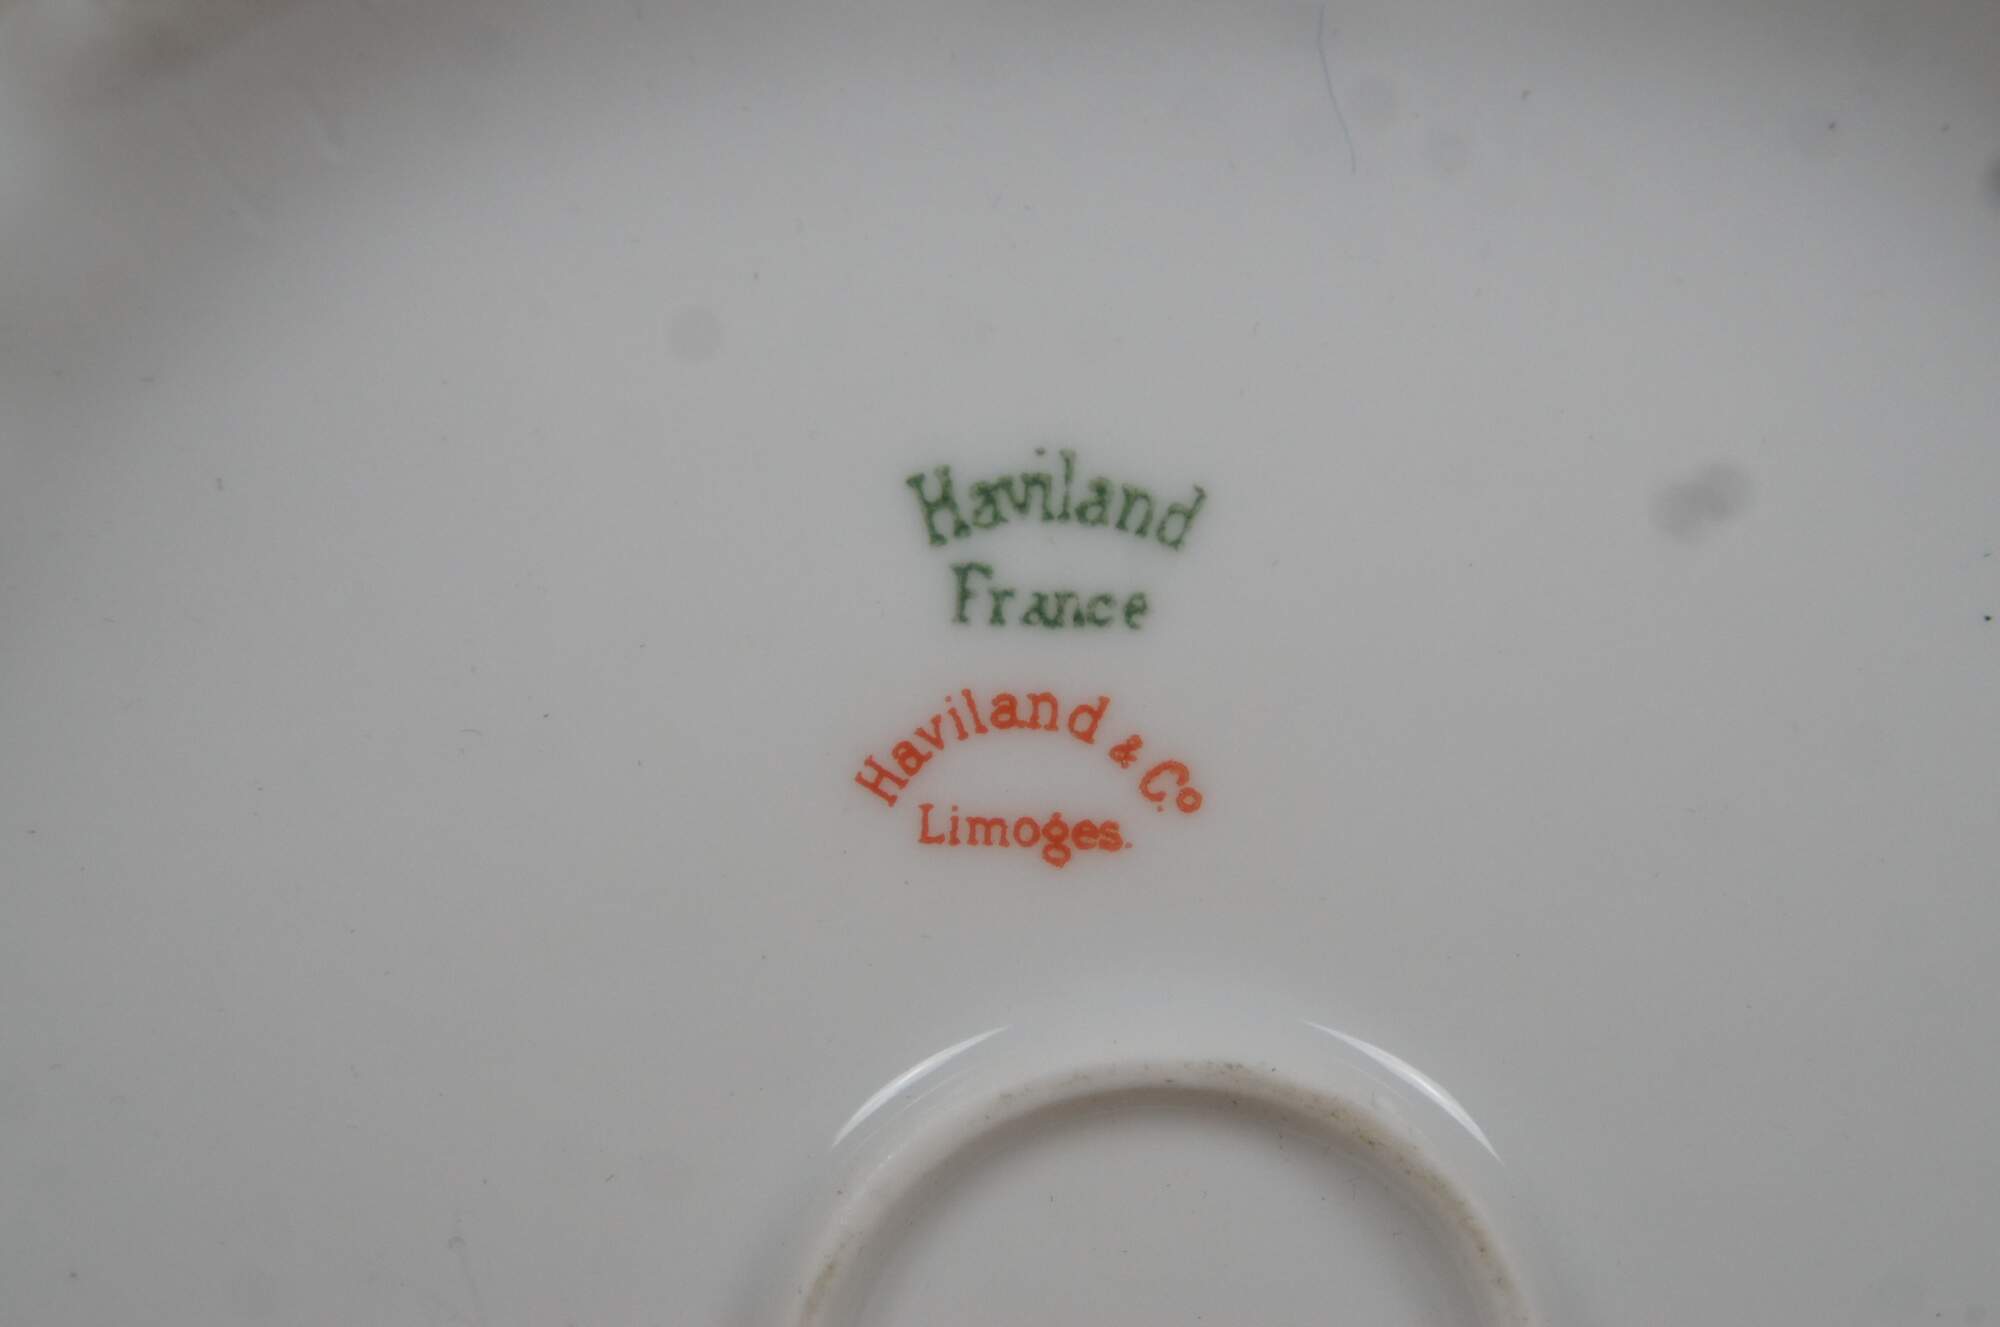 Haviland
France
Haviland & Co.
Limoges.